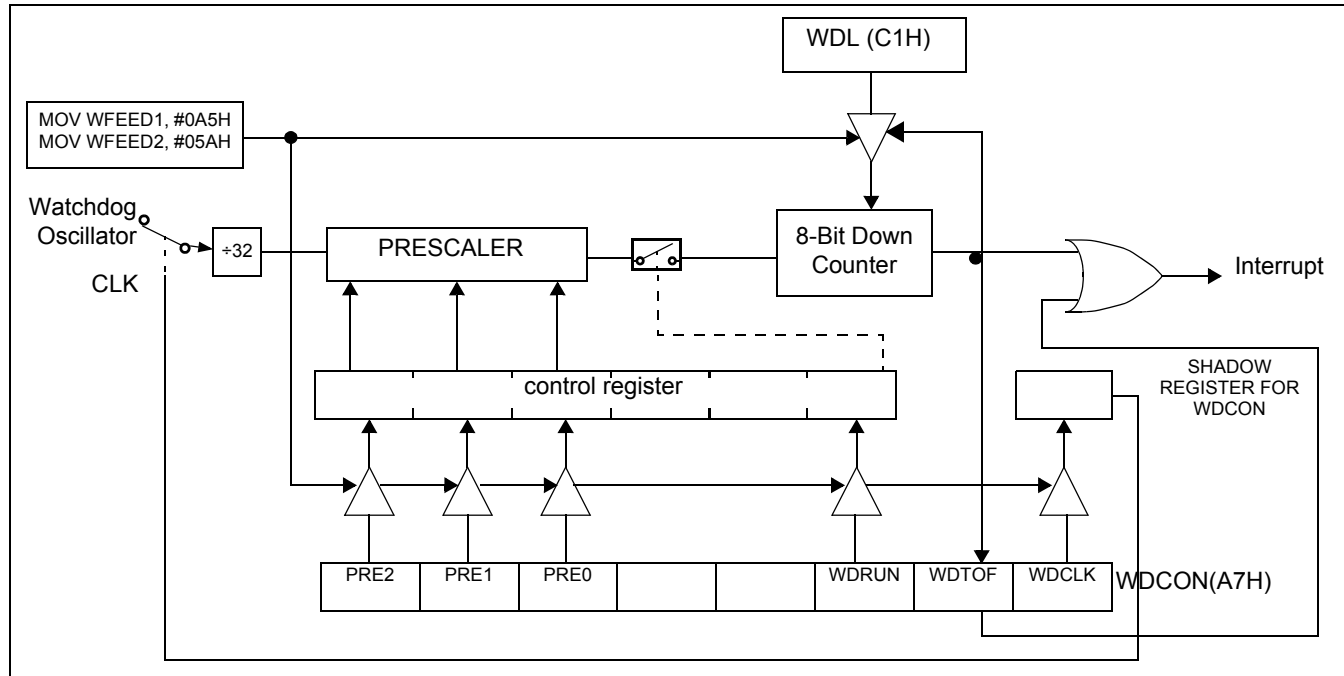 WDL (C1H)
MOV WFEED1, #0A5H
MOV WFEED2, #05AH
Watchdog
Oscillator
÷32
PRESCALER
8-Bit Down
Counter
Interrupt
CLK
control register
SHADOW
REGISTER FOR
WDCON
PRE2
PRE1
PRE0
WDRUN
WDTOF
WDCLK
WDCON(A7H)